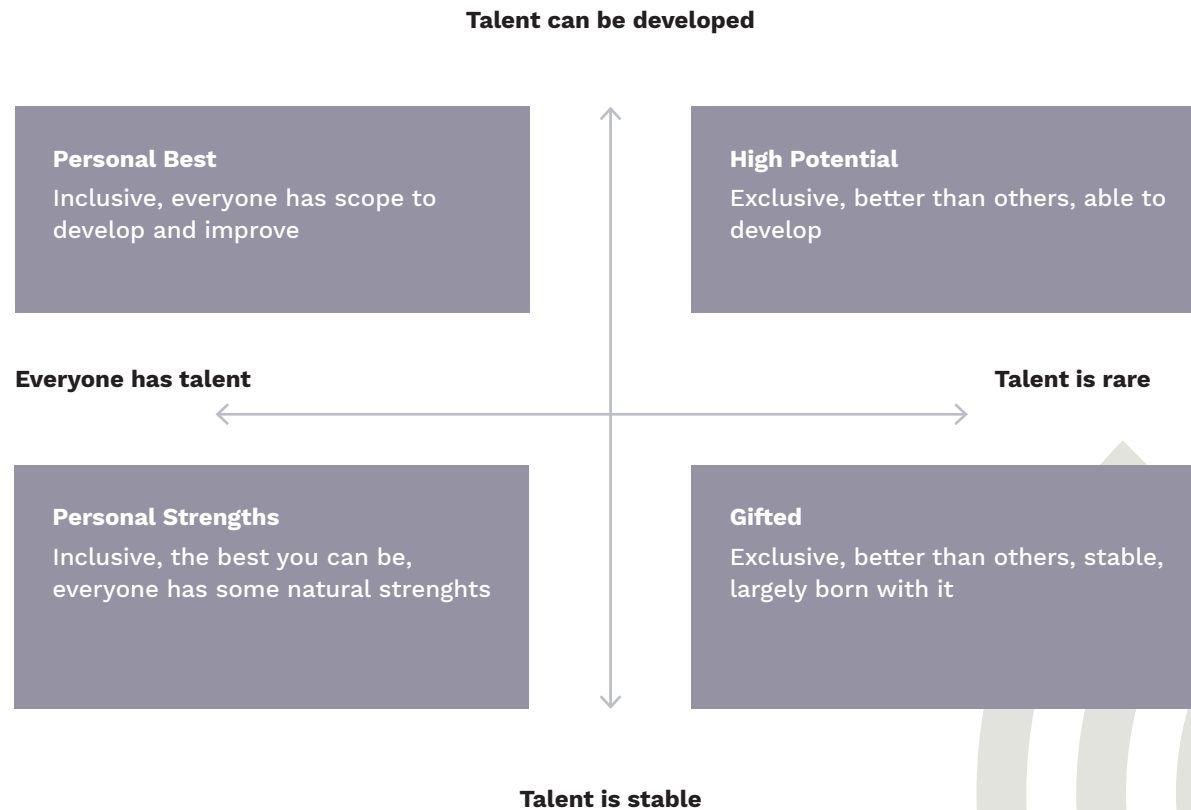 Talent can be developed
Personal Best
Inclusive, everyone has scope to
develop and improve
High Potential
Exclusive, better than others, able to
develop
Everyone has talent
Talent is rare
Personal Strengths
Inclusive, the best you can be,
everyone has some natural strenghts
Gifted
Exclusive, better than others, stable,
largely born with it
Talent is stable